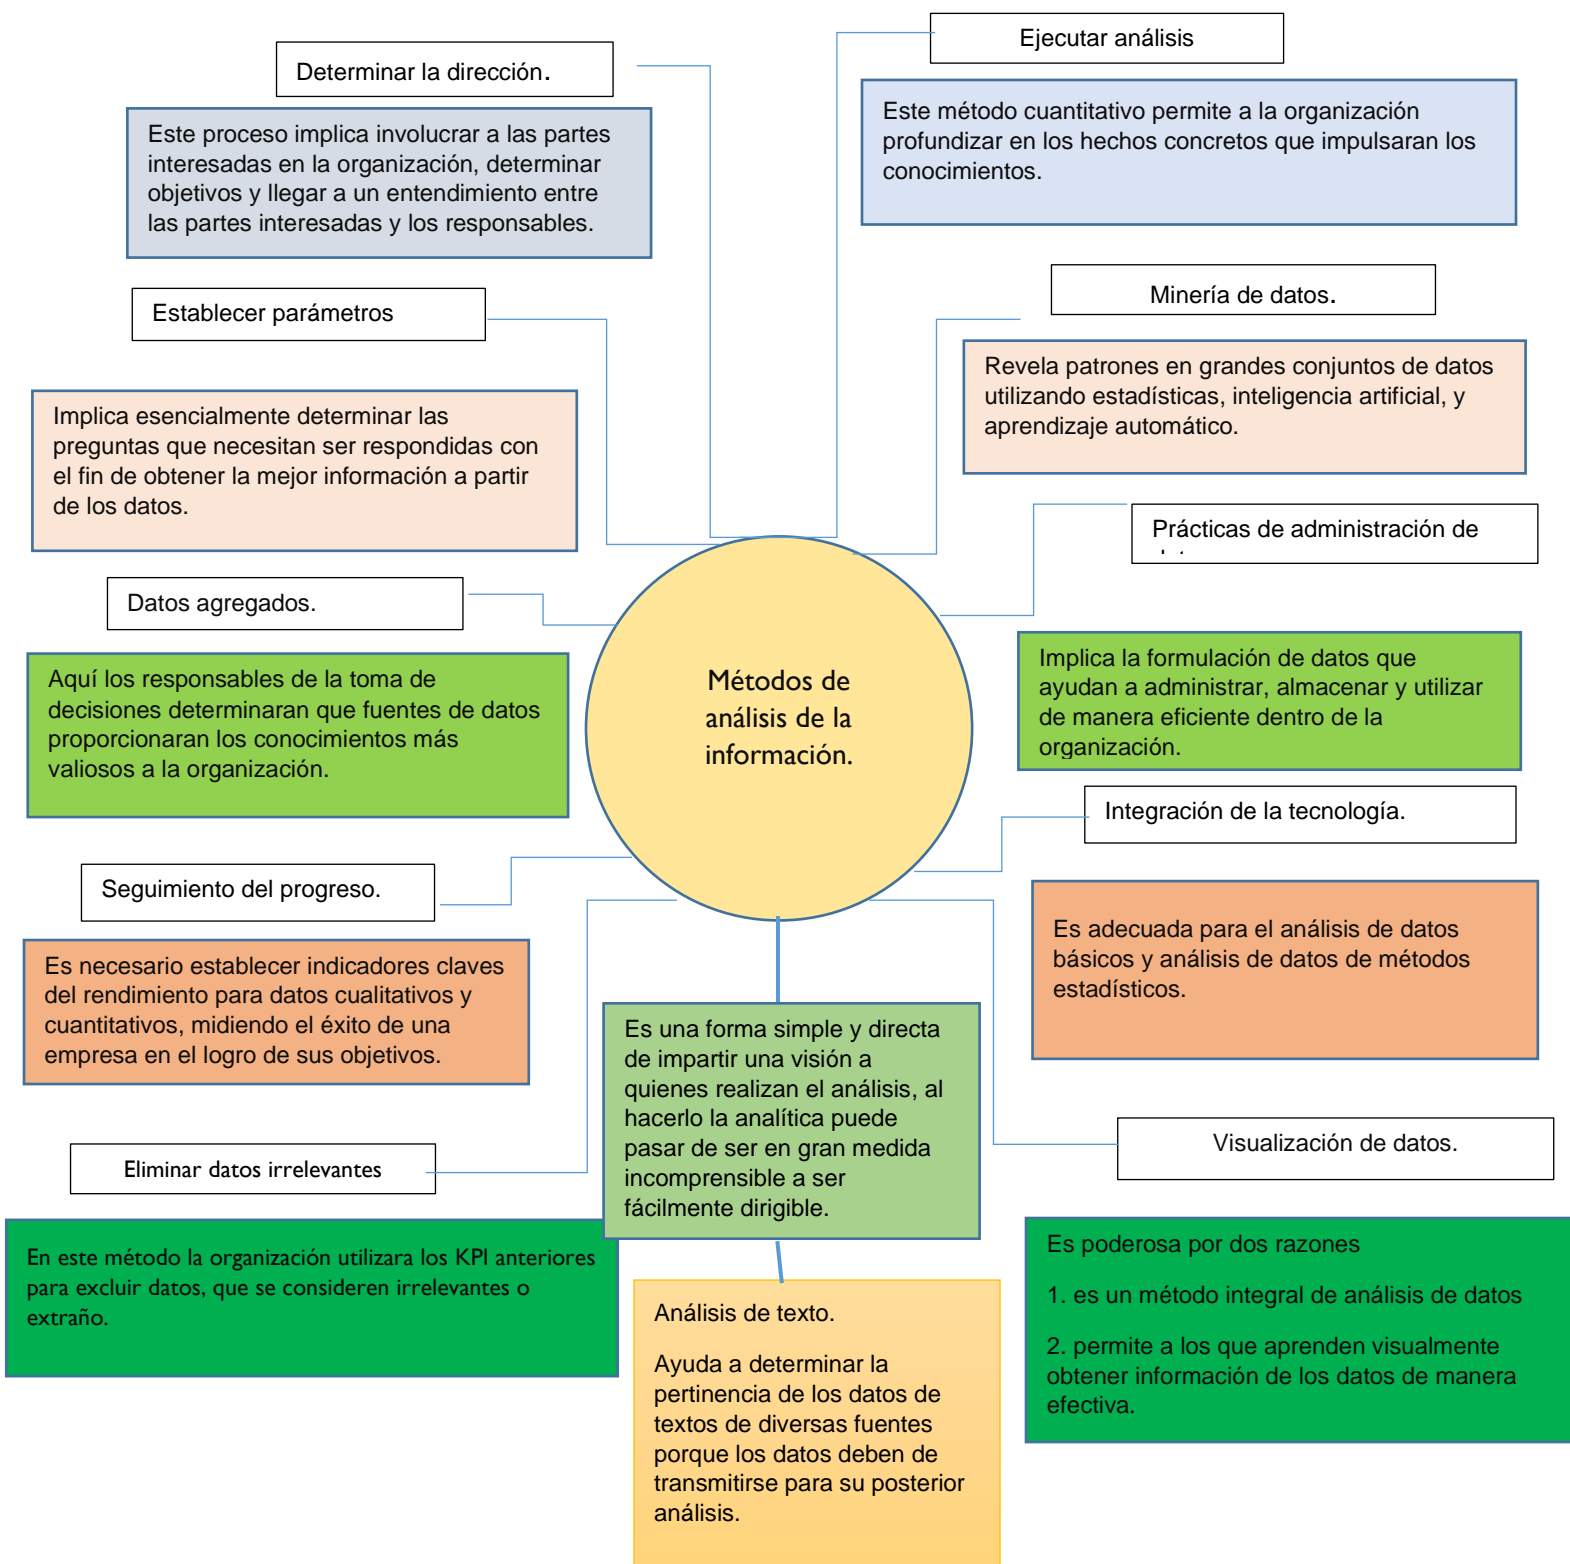 Ejecutar análisis
Determinar la dirección.
Este método cuantitativo permite a la organización
profundizar en los hechos concretos que impulsaran los
conocimientos.
Este proceso implica involucrar a las partes
interesadas en la organización, determinar
objetivos y llegar a un entendimiento entre
las partes interesadas y los responsables.
Establecer parámetros
Minería de datos.
Revela patrones en grandes conjuntos de datos
utilizando estadísticas, inteligencia artificial, y
aprendizaje automático.
Implica esencialmente determinar las
preguntas que necesitan ser respondidas con
el fin de obtener la mejor información a partir
de los datos.
Prácticas de administración de
Datos agregados.
Aquí los responsables de la toma de
decisiones determinaran que fuentes de datos
proporcionaran los conocimientos más
valiosos a la organización.
Métodos de
análisis de la
información.
Implica la formulación de datos que
ayudan a administrar, almacenar y utilizar
de manera eficiente dentro de la
organización.
Integración de la tecnología.
Seguimiento del progreso.
Es adecuada para el análisis de datos
básicos y análisis de datos de métodos
estadísticos.
Es necesario establecer indicadores claves
del rendimiento para datos cualitativos y
cuantitativos, midiendo el éxito de una
empresa en el logro de sus objetivos.
Es una forma simple y directa
de impartir una visión a
quienes realizan el análisis, al
hacerlo la analítica puede
pasar de ser en gran medida
incomprensible a ser
fácilmente dirigible.
Eliminar datos irrelevantes
Visualización de datos.
En este método la organización utilizara los KPI anteriores
para excluir datos, que se consideren irrelevantes o
extraño.
Es poderosa por dos razones
1. es un método integral de análisis de datos
2. permite a los que aprenden visualmente
obtener información de los datos de manera
efectiva.
Análisis de texto.
Ayuda a determinar la
pertinencia de los datos de
textos de diversas fuentes
porque los datos deben de
transmitirse para su posterior
análisis.